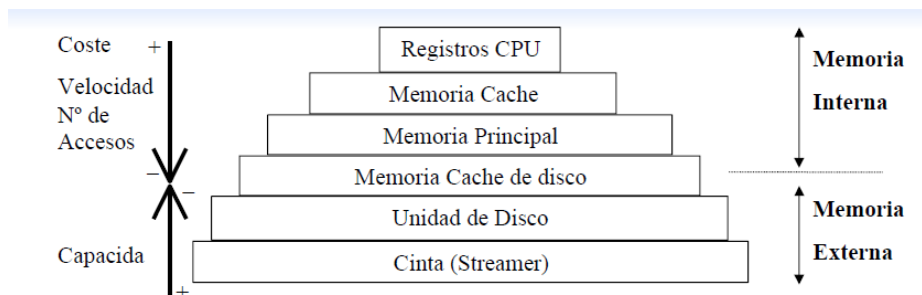 Coste +
Velocidad
Nº de
Accesos
−
−
Capacida
+
Registros CPU
Memoria Cache
Memoria Principal
Memoria Cache de disco
Unidad de Disco
Cinta (Streamer)
Memoria
Interna
Memoria
Externa